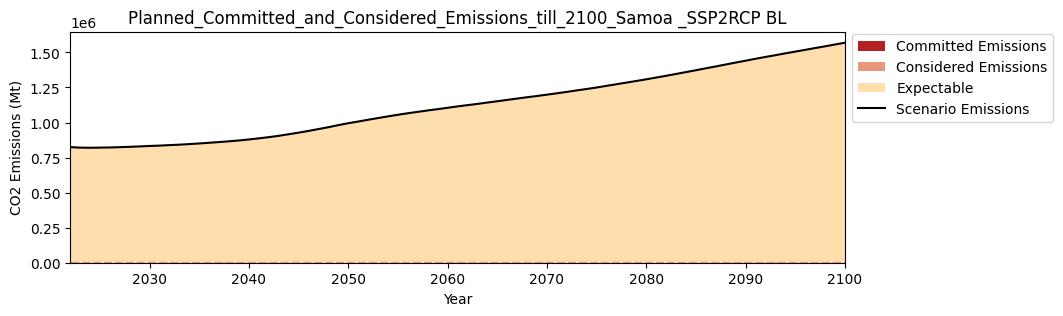 Planned_Committed_and_Considered_Emissions_till_2100_Samoa _SSP2RCP BL
1e6
1.50
1.25
1.00
0.75
0.50
0.25
0.00
CO2 Emissions (Mt)
2030 2040 2050 2060 2070 2080 2090 2100
Year
Committed Emissions
Considered Emissions
Expectable
Scenario Emissions